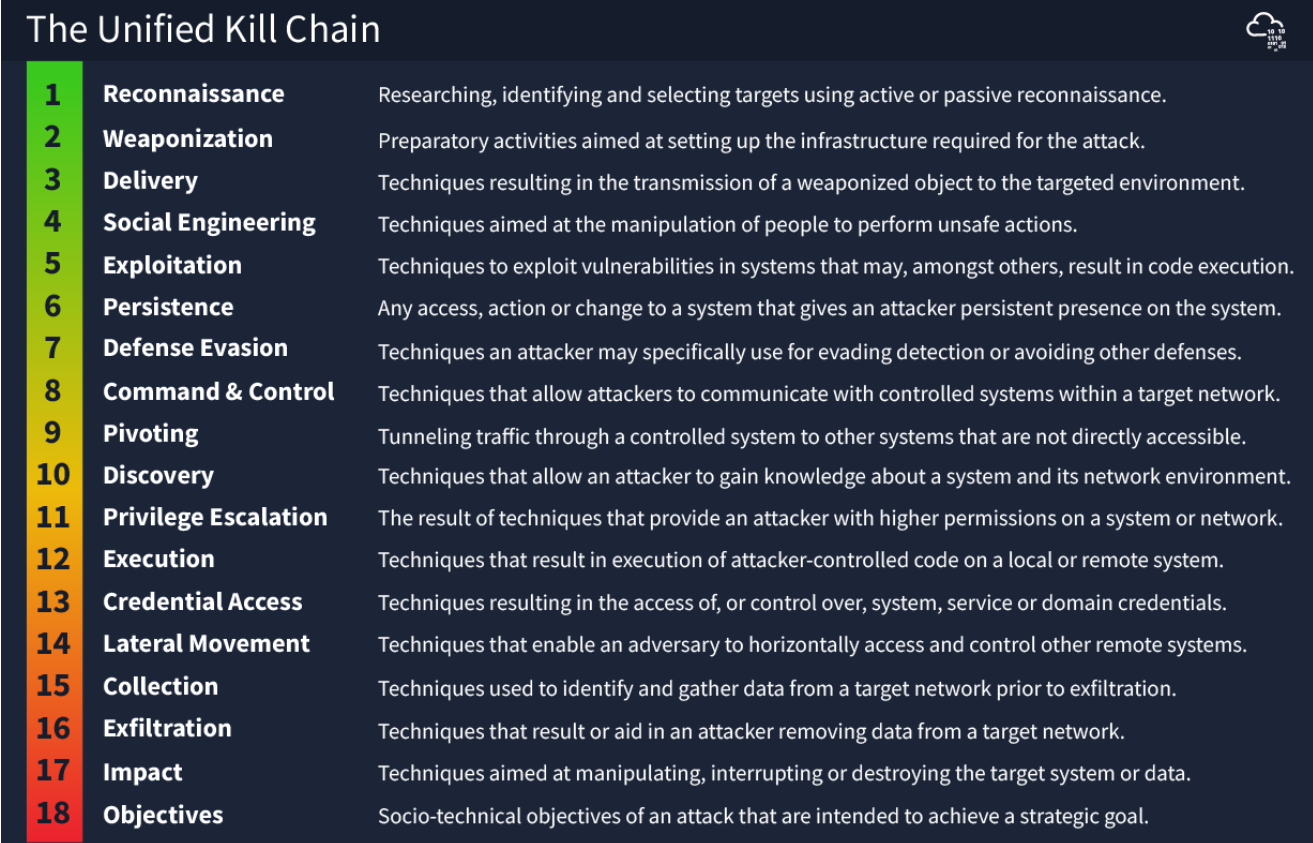 The Unified Kill Chain
1 Reconnaissance Researching, identifying and selecting targets using active or passive reconnaissance.
2 Weaponization Preparatory activities aimed at setting up the infrastructure required for the attack.
3 Delivery Techniques resulting in the transmission of a weaponized object to the targeted environment.
4 Social Engineering Techniques aimed at the manipulation of people to perform unsafe actions.
5 Exploitation Techniques to exploit vulnerabilities in systems that may, amongst others, result in code execution.
6 Persistence Any access, action or change to a system that gives an attacker persistent presence on the system.
7 Defense Evasion Techniques an attacker may specifically use for evading detection or avoiding other defenses.
8 Command & Control Techniques that allow attackers to communicate with controlled systems within a target network.
9 Pivoting Tunneling traffic through a controlled system to other systems that are not directly accessible.
10 Discovery Techniques that allow an attacker to gain knowledge about a system and its network environment.
11 Privilege Escalation The result of techniques that provide an attacker with higher permissions on a system or network.
12 Execution Techniques that result in execution of attacker-controlled code on a local or remote system.
13 Credential Access Techniques resulting in the access of, or control over, system, service or domain credentials.
14 Lateral Movement Techniques that enable an adversary to horizontally access and control other remote systems.
15 Collection Techniques used to identify and gather data from a target network prior to exfiltration.
16 Exfiltration Techniques that result or aid in an attacker removing data from a target network.
17 Impact Techniques aimed at manipulating, interrupting or destroying the target system or data.
18 Objectives Socio-technical objectives of an attack that are intended to achieve a strategic goal.